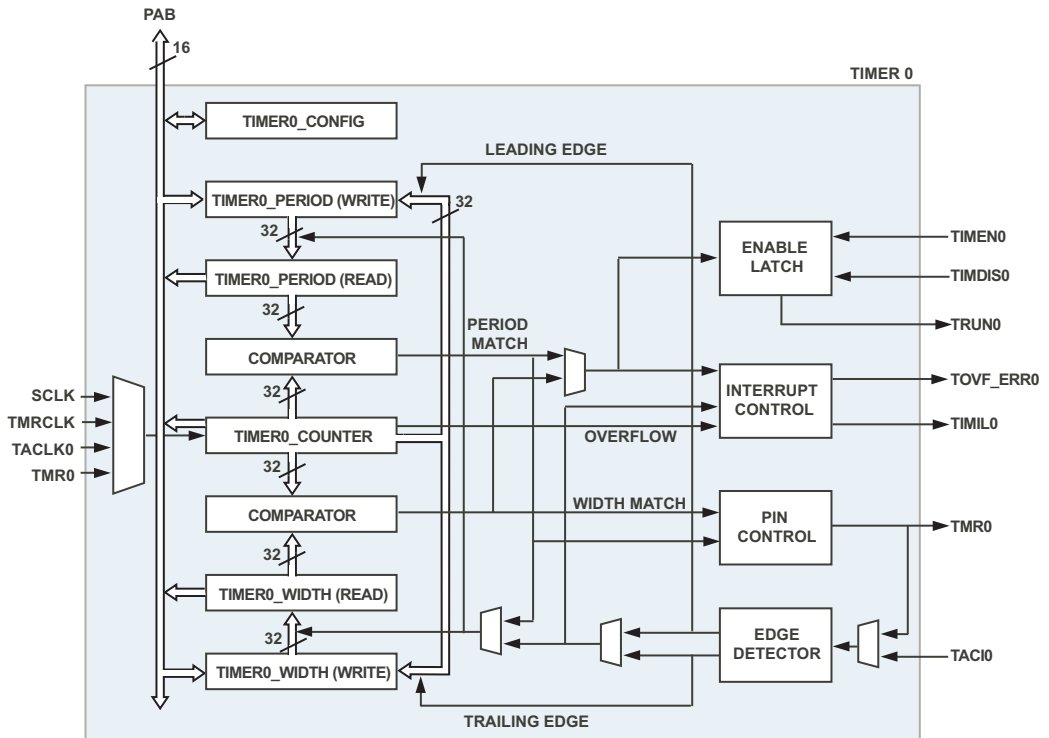 PAB
16
TIMER 0
TIMER0_CONFIG
LEADING EDGE
TIMER0_PERIOD (WRITE)
32
32
TIMEN0
ENABLE
LATCH
TIMER0_PERIOD (READ)
TIMDIS0
32
PERIOD
MATCH
TRUN0
COMPARATOR
SCLK
32
TOVF_ERR0
INTERRUPT
CONTROL
TMRCLK
TIMER0_COUNTER
OVERFLOW
TIMIL0
TACLK0
TMR0
32
WIDTH MATCH
COMPARATOR
PIN
CONTROL
TMR0
32
TIMER0_WIDTH (READ)
32
EDGE
DETECTOR
TACI0
TIMER0_WIDTH (WRITE)
TRAILING EDGE